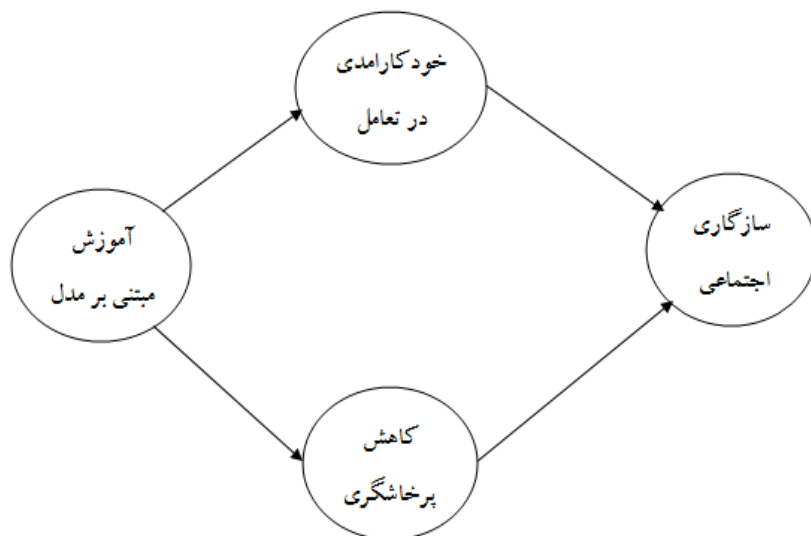 خودکارامدی
در تعامل
سازگاری
اجتماعی
آموزش
مبتنی بر مدل
کاهش
پرخاشگری